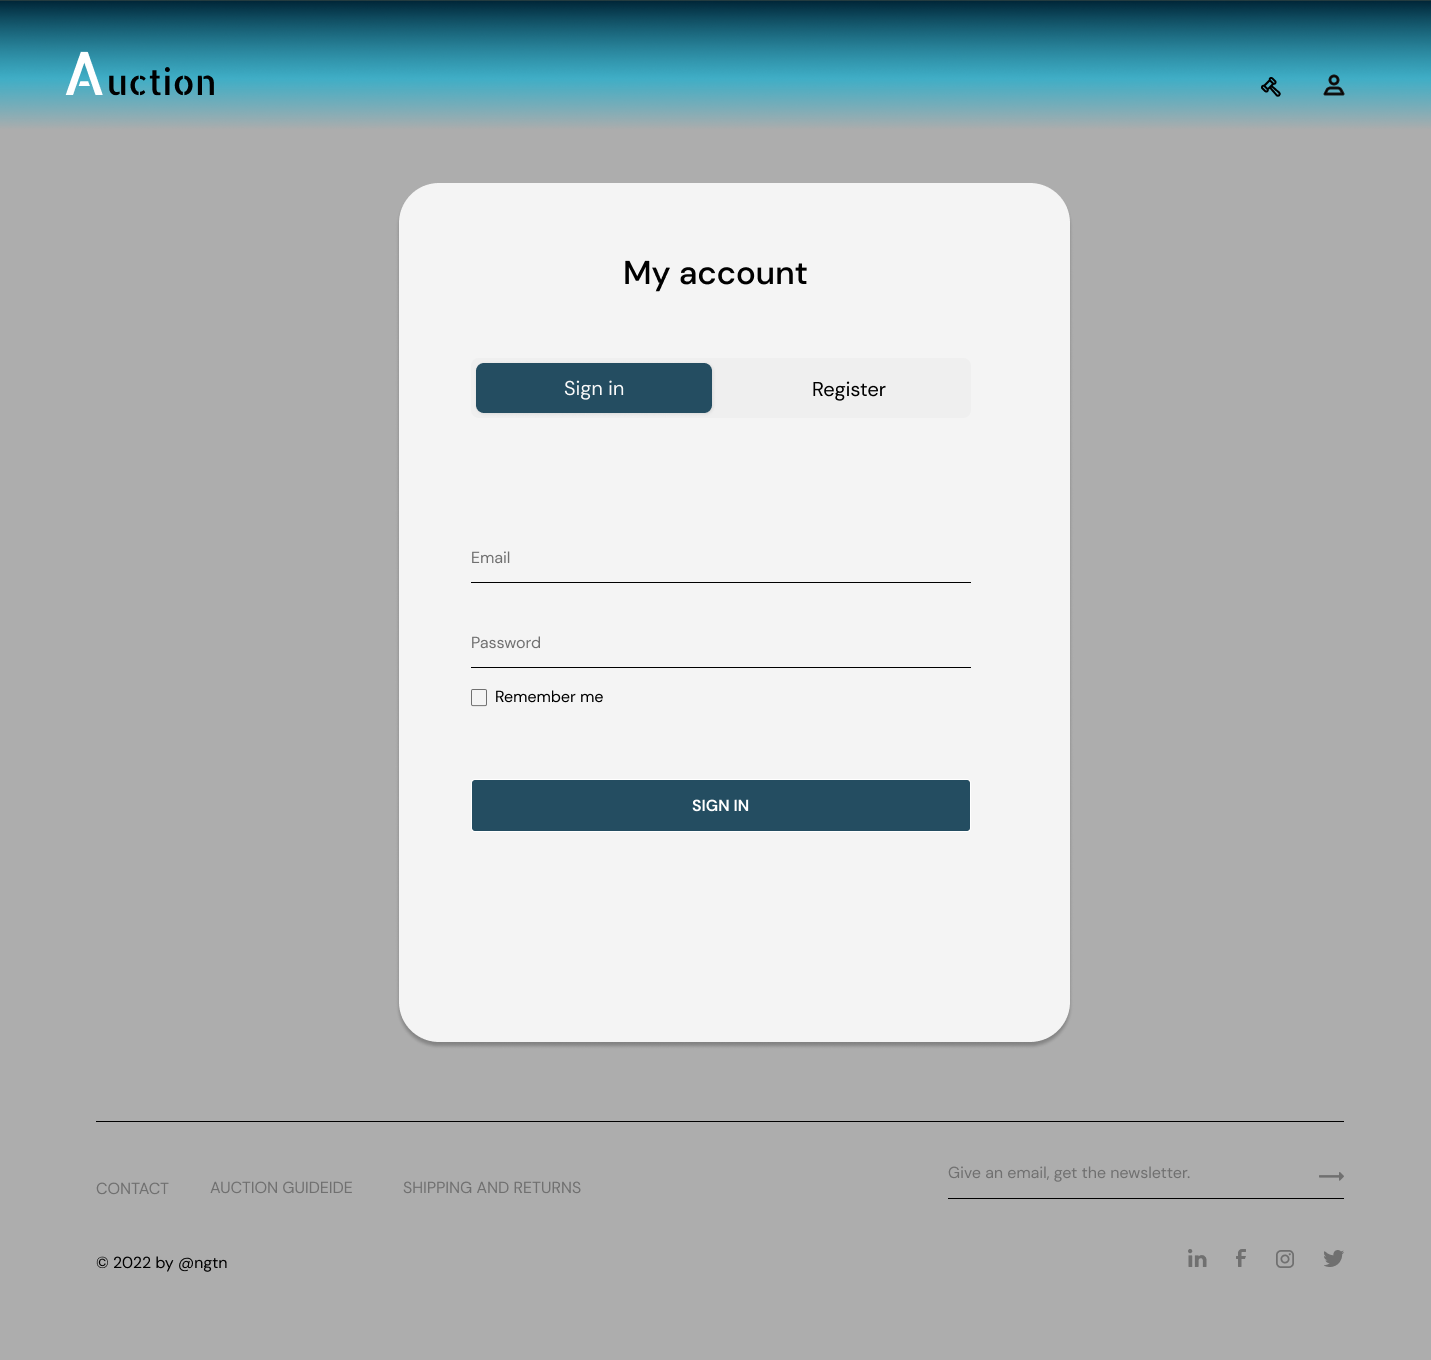 Auction
My account
Sign in
Register
Email
Password
Remember me
SIGN IN
Give an email, get the newsletter.
CONTACT
AUCTION GUIDEIDE
SHIPPING AND RETURNS
© 2022 by @ngtn